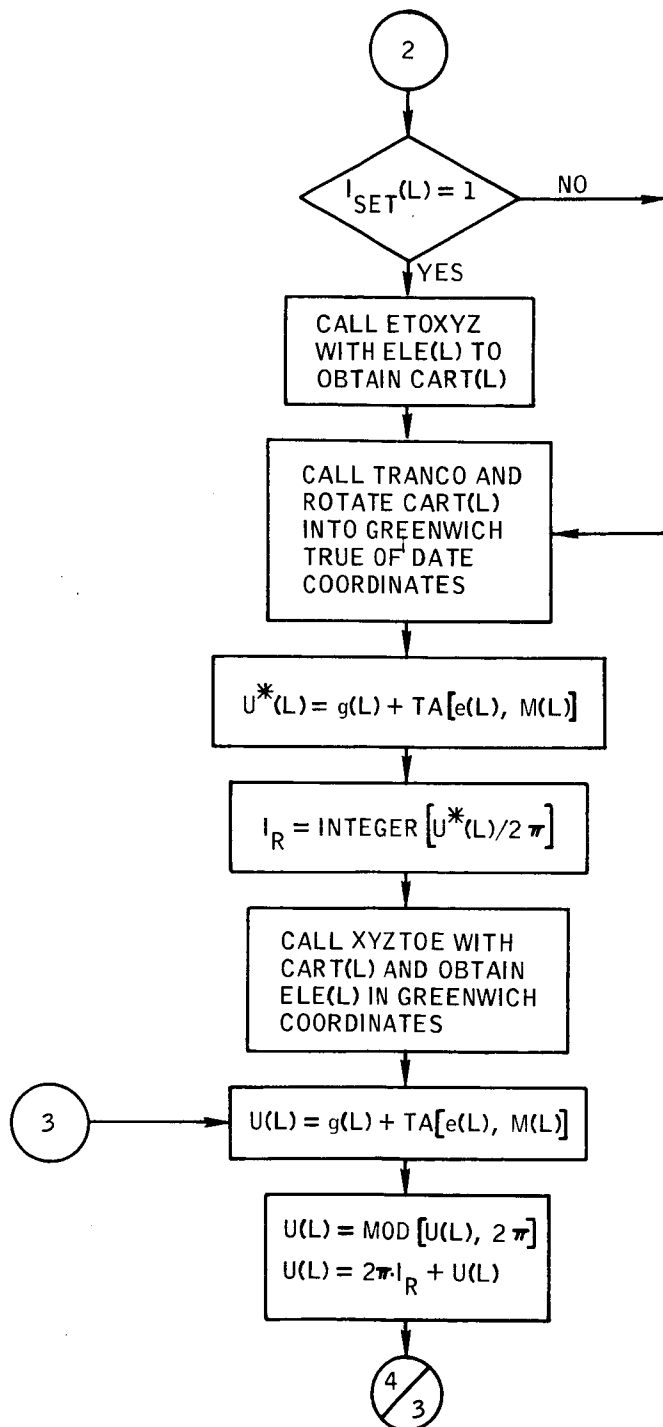 2
I_SET(L) = 1
NO
YES
CALL ETOXYZ
WITH ELE(L) TO
OBTAIN CART(L)
CALL TRANCO AND
ROTATE CART(L)
INTO GREENWICH
TRUE OF DATE
COORDINATES
U*(L) = g(L) + TA[e(L), M(L)]
I_R = INTEGER [U*(L)/2π]
CALL XYZTOE WITH
CART(L) AND OBTAIN
ELE(L) IN GREENWICH
COORDINATES
3
U(L) = g(L) + TA[e(L), M(L)]
U(L) = MOD [U(L), 2π]
U(L) = 2π·I_R + U(L)
4
3